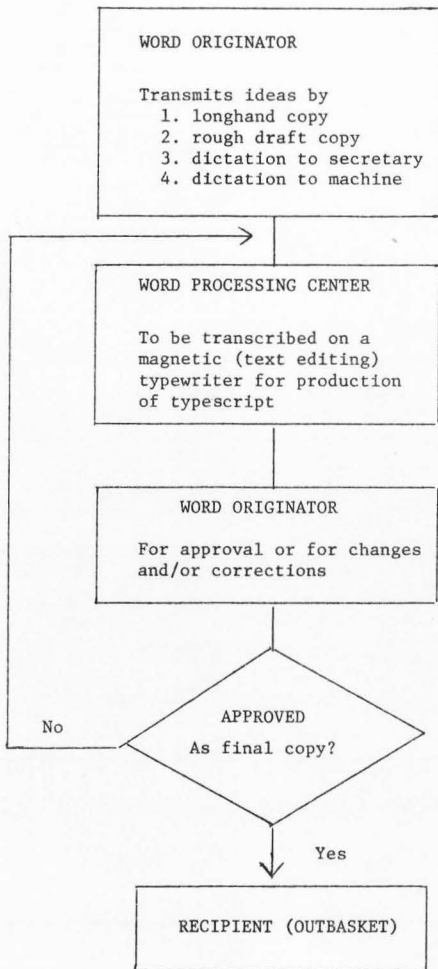 WORD ORIGINATOR
Transmits ideas by
1. longhand copy
2. rough draft copy
3. dictation to secretary
4. dictation to machine
WORD PROCESSING CENTER
To be transcribed on a
magnetic (text editing)
typewriter for production
of typescript
WORD ORIGINATOR
For approval or for changes
and/or corrections
APPROVED
As final copy?
No
Yes
RECIPIENT (OUTBASKET)